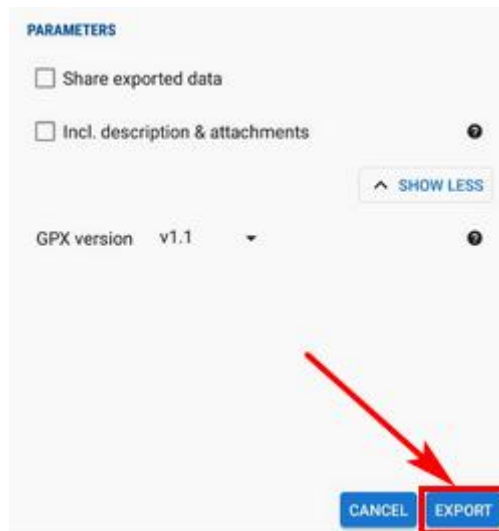 PARAMETERS
Share exported data
Incl. description & attachments
SHOW LESS
GPX version v1.1
CANCEL EXPORT